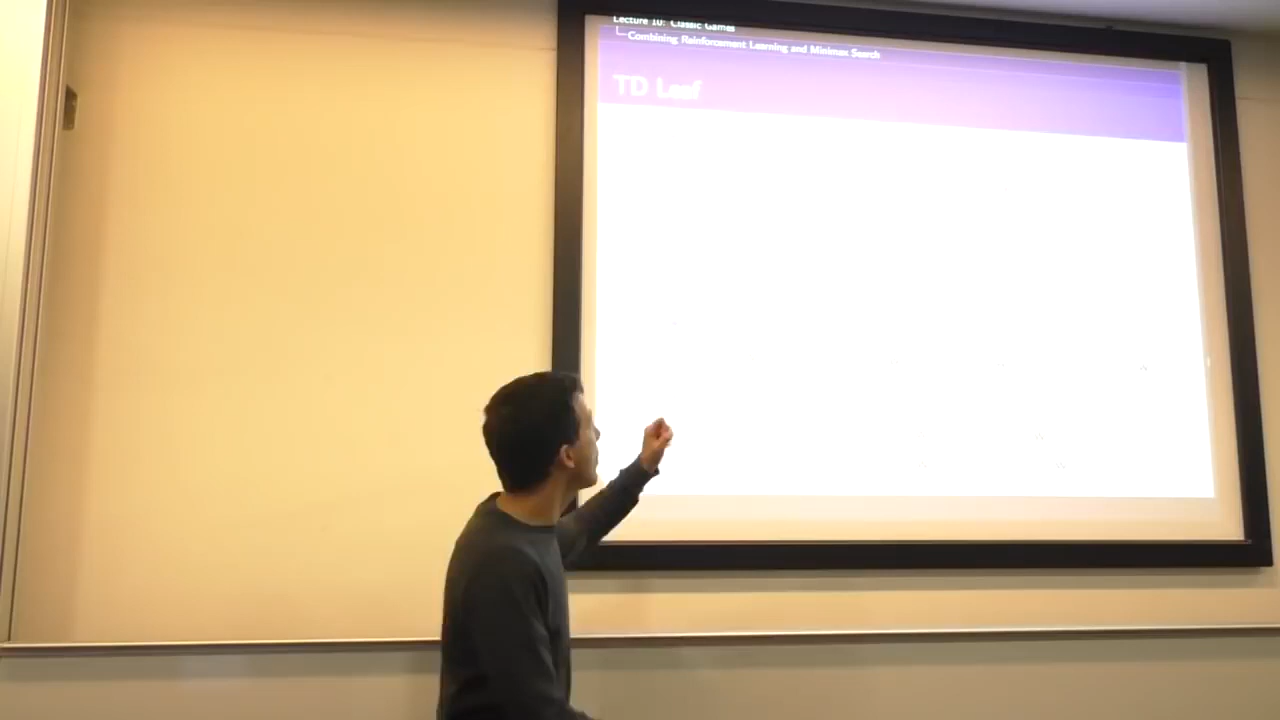 Lecture 10: Classic Games
Combining Reinforcement Learning and Minimax Search
TD Leaf